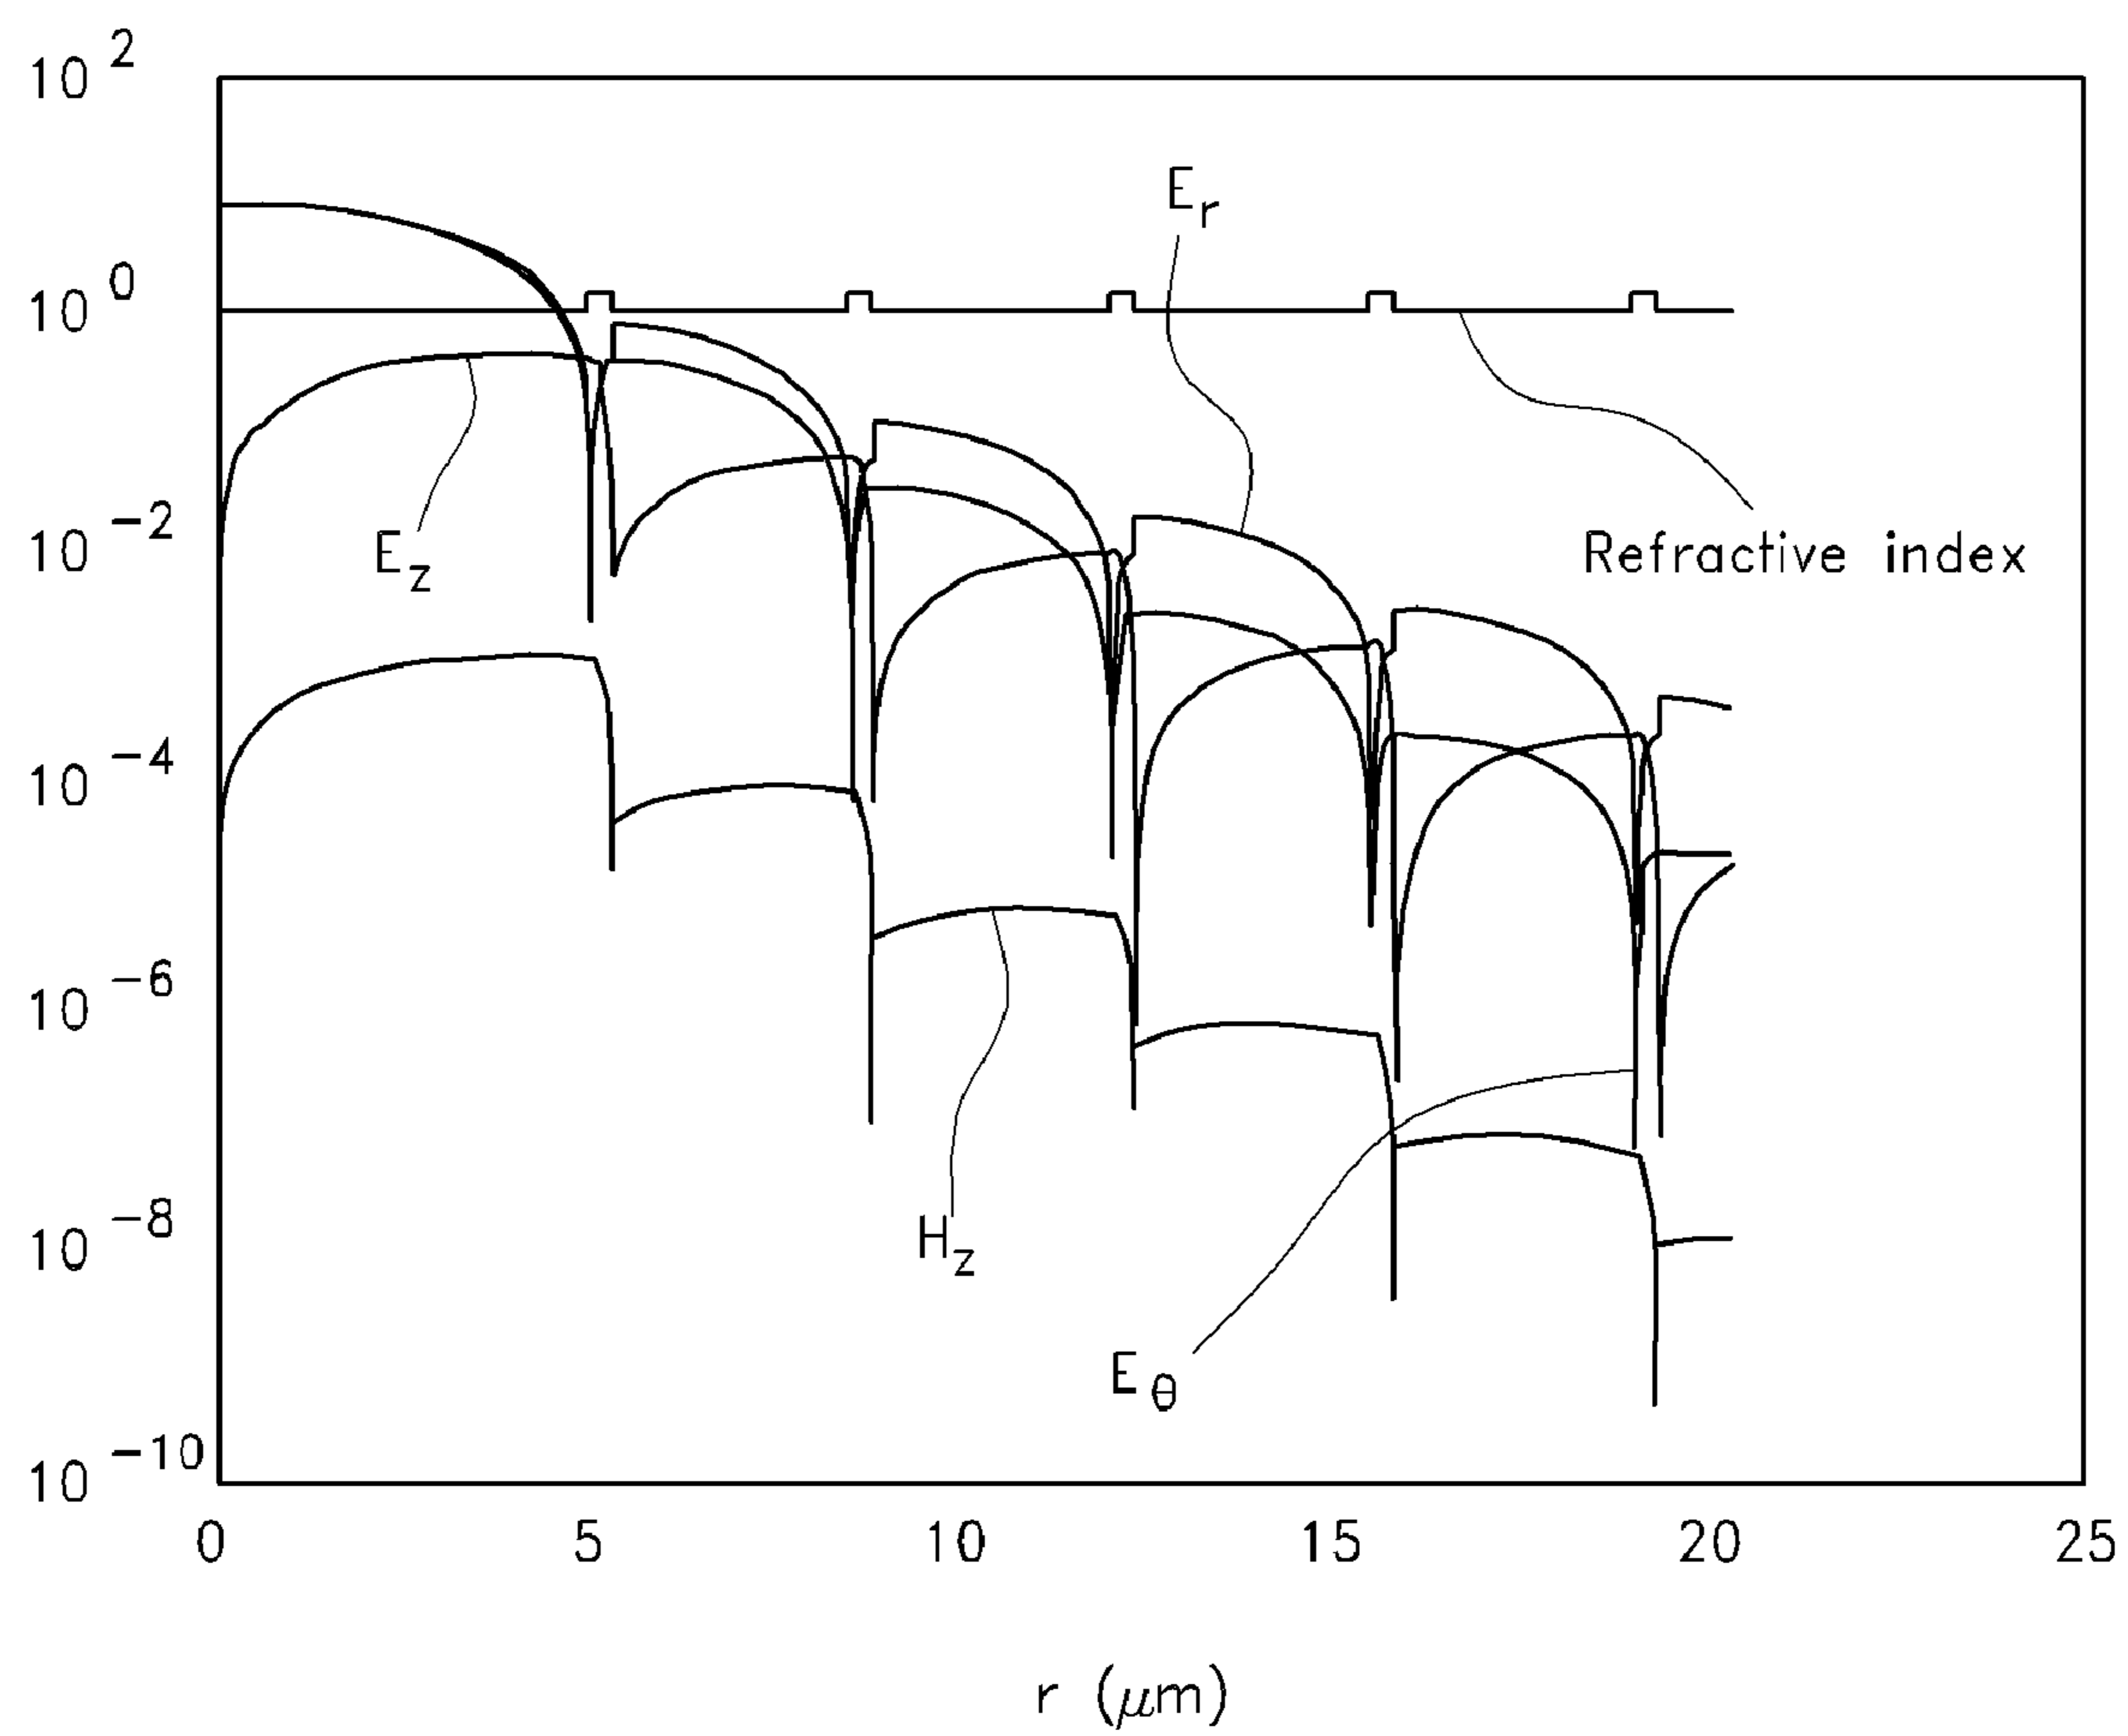 10^2
E_r
10^0
10^-2
E_z
Refractive index
10^-4
10^-6
10^-8
H_z
E_θ
10^-10
0 5 10 15 20 25
r (μm)